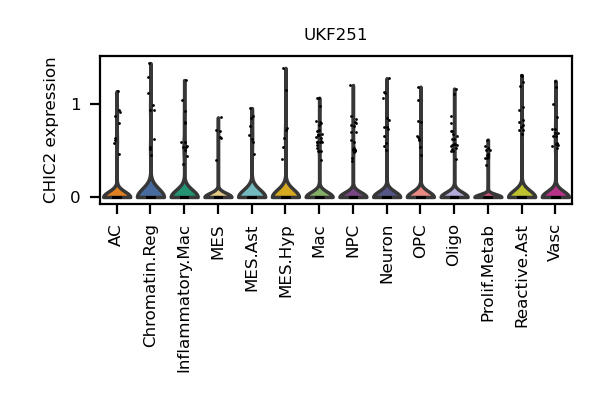 UKF251
CHIC2 expression
1
0
AC
Chromatin.Reg
Inflammatory.Mac
MES
MES.Ast
MES.Hyp
Mac
NPC
Neuron
OPC
Oligo
Prolif.Metab
Reactive.Ast
Vasc